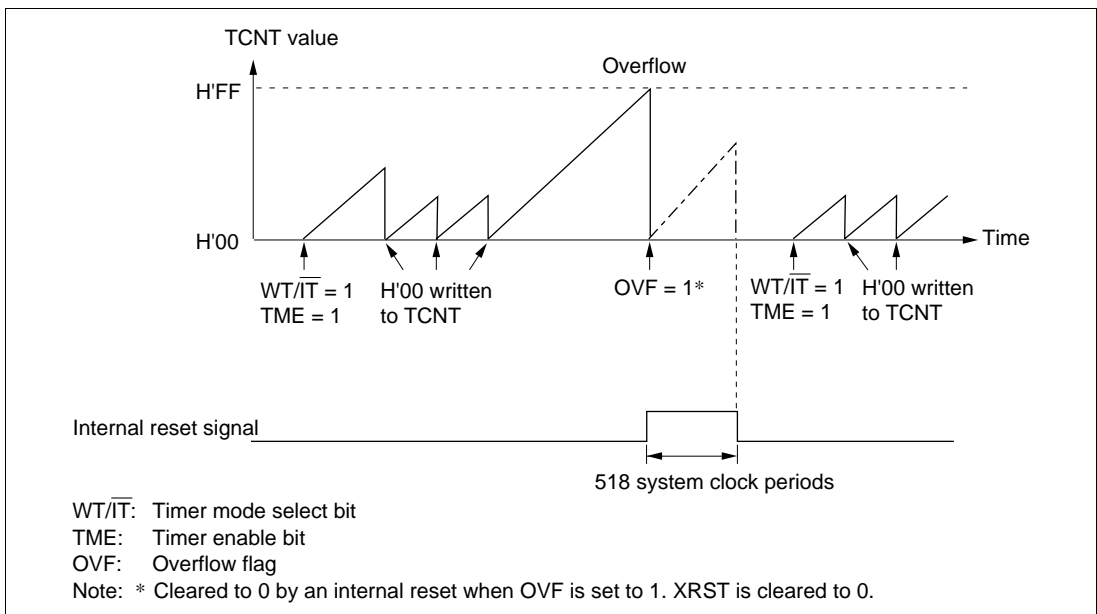 TCNT value
Overflow
H'FF
H'00
Time
WT/I̅T̅ = 1
TME = 1
H'00 written
to TCNT
OVF = 1*
WT/I̅T̅ = 1
TME = 1
H'00 written
to TCNT
Internal reset signal
518 system clock periods
WT/I̅T̅: Timer mode select bit
TME: Timer enable bit
OVF: Overflow flag
Note: * Cleared to 0 by an internal reset when OVF is set to 1. XRST is cleared to 0.